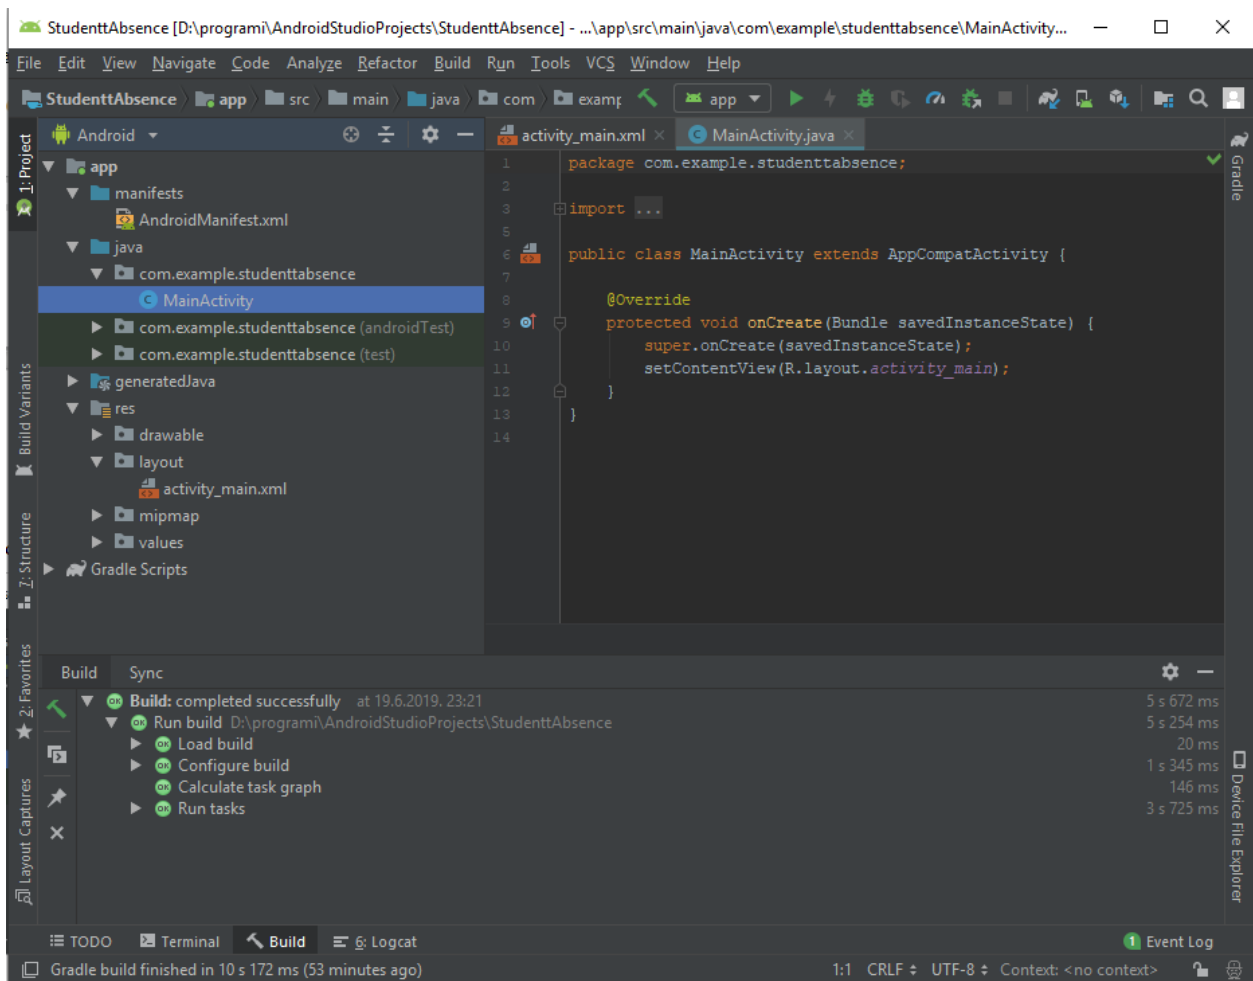 StudenttAbsence [D:\programi\AndroidStudioProjects\StudenttAbsence] - ...\app\src\main\java\com\example\studenttabsence\MainActivity...
File Edit View Navigate Code Analyze Refactor Build Run Tools VCS Window Help
StudenttAbsence app src main java com examp app
1: Project
Android
app
manifests
AndroidManifest.xml
java
com.example.studenttabsence
MainActivity
com.example.studenttabsence (androidTest)
com.example.studenttabsence (test)
generatedJava
res
drawable
layout
activity_main.xml
mipmap
values
Gradle Scripts
Build Variants
7: Structure
2: Favorites
Layout Captures
activity_main.xml MainActivity.java
1 package com.example.studenttabsence;
2
3 import ...
5
6 public class MainActivity extends AppCompatActivity {
7
8 @Override
9 protected void onCreate(Bundle savedInstanceState) {
10 super.onCreate(savedInstanceState);
11 setContentView(R.layout.activity_main);
12 }
13 }
14
Gradle
Device File Explorer
Build Sync
Build: completed successfully at 19.6.2019. 23:21 5 s 672 ms
Run build D:\programi\AndroidStudioProjects\StudenttAbsence 5 s 254 ms
Load build 20 ms
Configure build 1 s 345 ms
Calculate task graph 146 ms
Run tasks 3 s 725 ms
TODO Terminal Build 6: Logcat 1 Event Log
Gradle build finished in 10 s 172 ms (53 minutes ago) 1:1 CRLF UTF-8 Context: <no context>